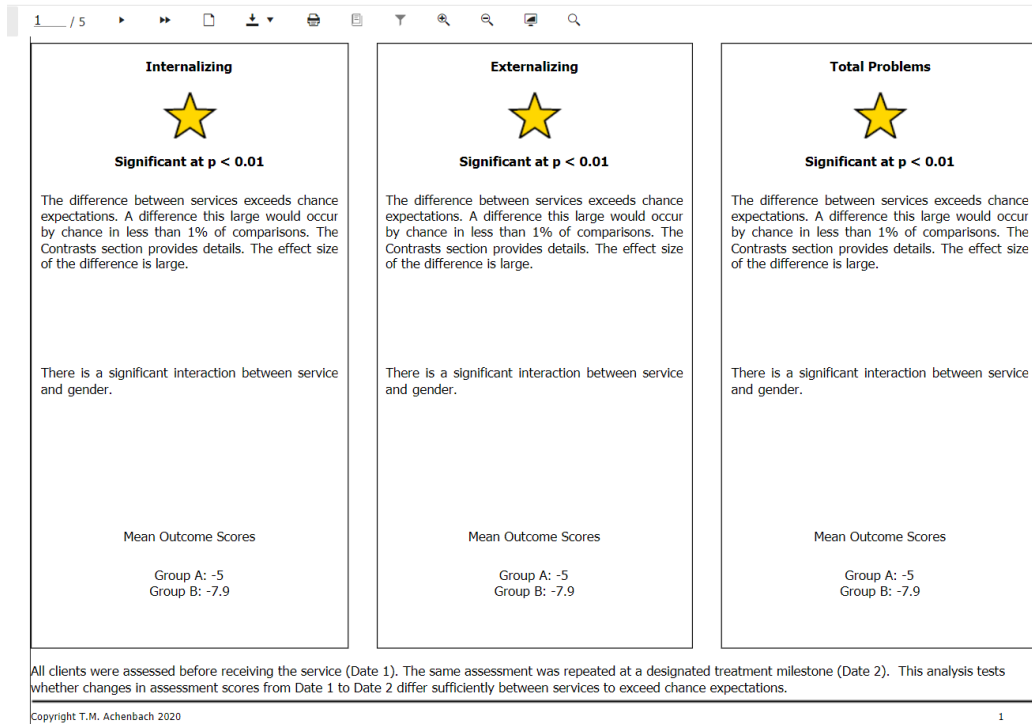 1 / 5
Internalizing
Significant at p < 0.01
The difference between services exceeds chance
expectations. A difference this large would occur
by chance in less than 1% of comparisons. The
Contrasts section provides details. The effect size
of the difference is large.
There is a significant interaction between service
and gender.
Mean Outcome Scores
Group A: -5
Group B: -7.9
Externalizing
Significant at p < 0.01
The difference between services exceeds chance
expectations. A difference this large would occur
by chance in less than 1% of comparisons. The
Contrasts section provides details. The effect size
of the difference is large.
There is a significant interaction between service
and gender.
Mean Outcome Scores
Group A: -5
Group B: -7.9
Total Problems
Significant at p < 0.01
The difference between services exceeds chance
expectations. A difference this large would occur
by chance in less than 1% of comparisons. The
Contrasts section provides details. The effect size
of the difference is large.
There is a significant interaction between service
and gender.
Mean Outcome Scores
Group A: -5
Group B: -7.9
All clients were assessed before receiving the service (Date 1). The same assessment was repeated at a designated treatment milestone (Date 2). This analysis tests
whether changes in assessment scores from Date 1 to Date 2 differ sufficiently between services to exceed chance expectations.
Copyright T.M. Achenbach 2020
1